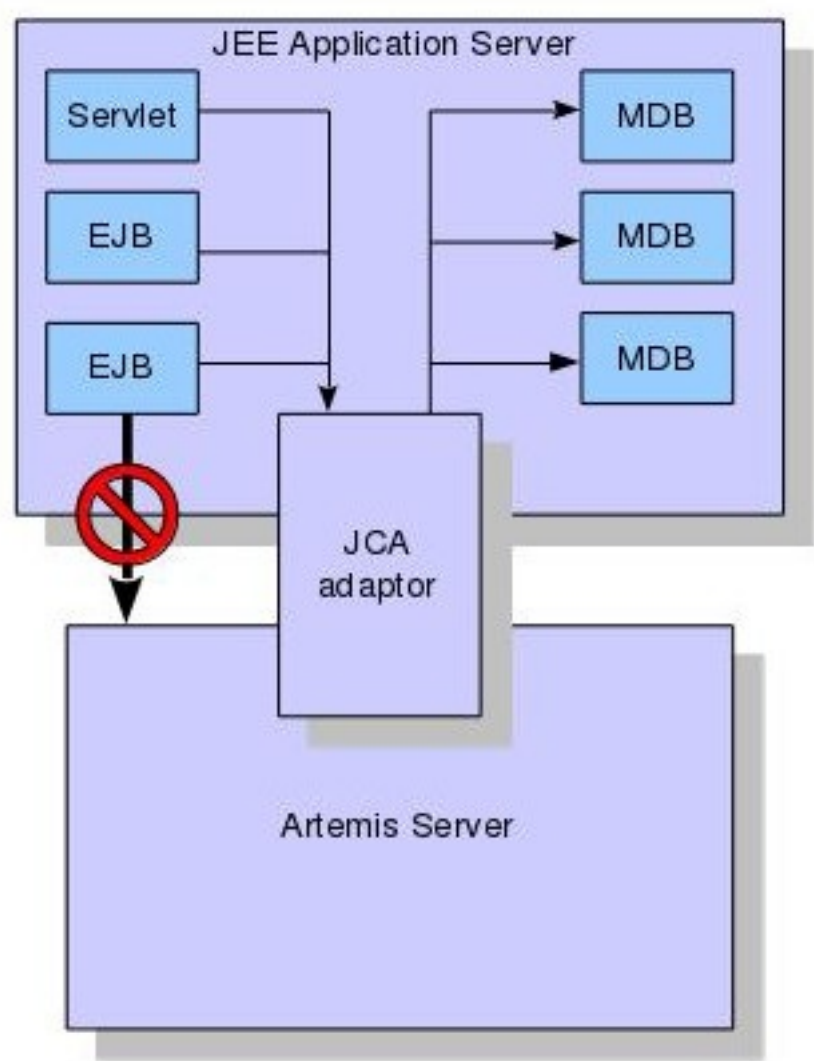 JEE Application Server
Servlet
MDB
EJB
MDB
EJB
MDB
JCA
adaptor
Artemis Server